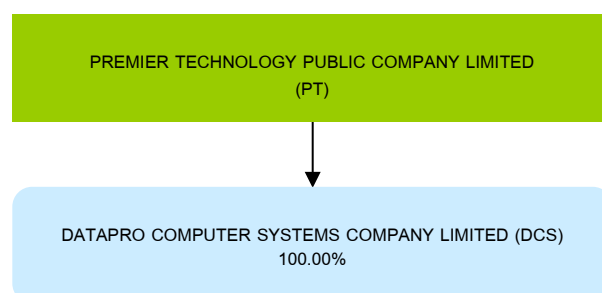 PREMIER TECHNOLOGY PUBLIC COMPANY LIMITED
(PT)
DATAPRO COMPUTER SYSTEMS COMPANY LIMITED (DCS)
100.00%